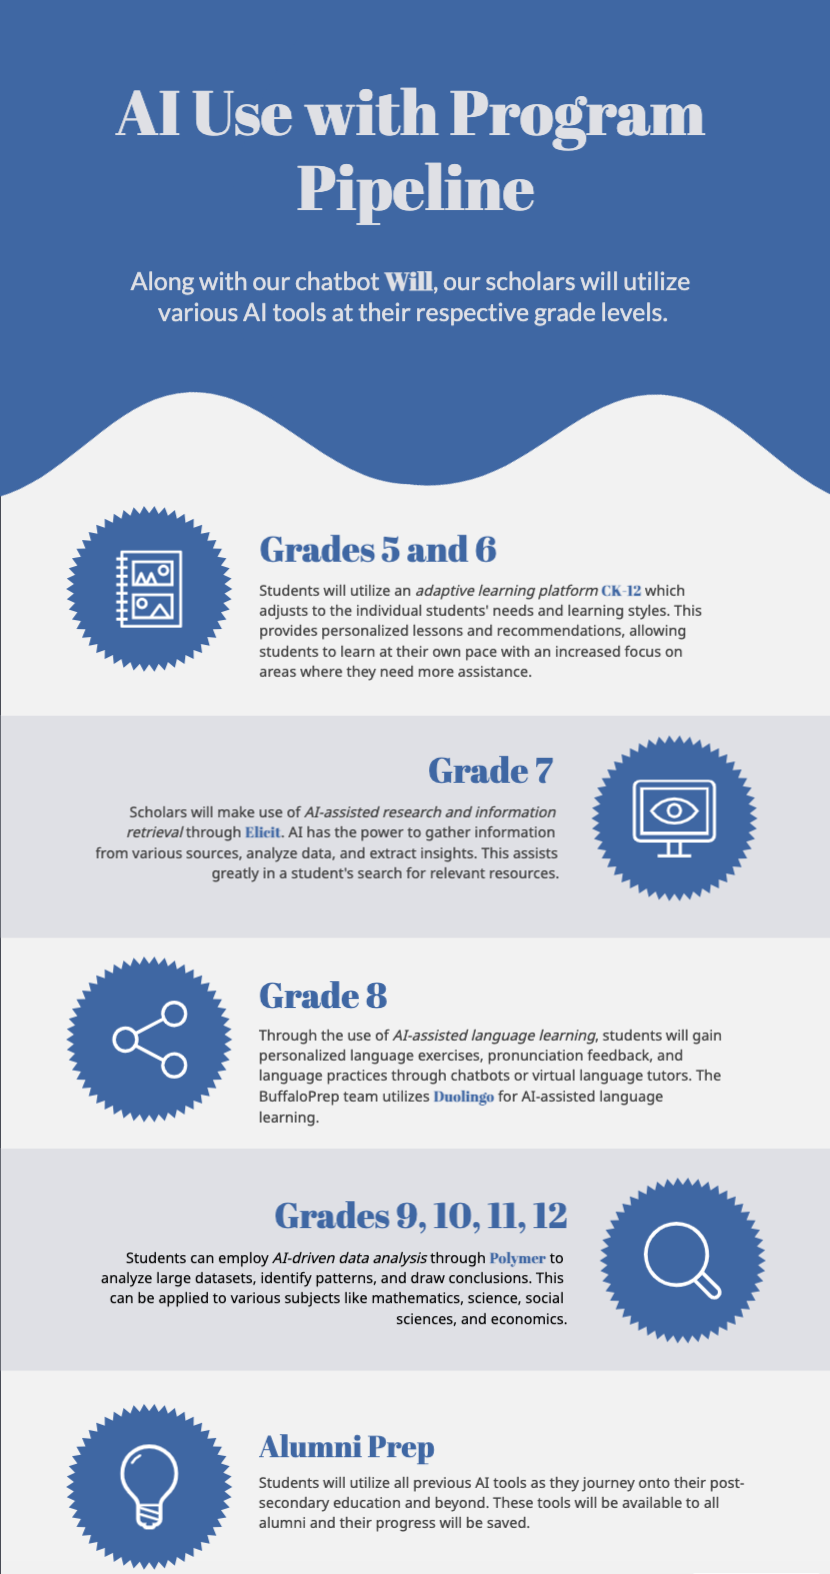 AI Use with Program
Pipeline
Along with our chatbot Will, our scholars will utilize
various AI tools at their respective grade levels.
Grades 5 and 6
Students will utilize an adaptive learning platform CK-12 which
adjusts to the individual students' needs and learning styles. This
provides personalized lessons and recommendations, allowing
students to learn at their own pace with an increased focus on
areas where they need more assistance.
Grade 7
Scholars will make use of AI-assisted research and information
retrieval through Elicit. AI has the power to gather information
from various sources, analyze data, and extract insights. This assists
greatly in a student's search for relevant resources.
Grade 8
Through the use of AI-assisted language learning, students will gain
personalized language exercises, pronunciation feedback, and
language practices through chatbots or virtual language tutors. The
BuffaloPrep team utilizes Duolingo for AI-assisted language
learning.
Grades 9, 10, 11, 12
Students can employ AI-driven data analysis through Polymer to
analyze large datasets, identify patterns, and draw conclusions. This
can be applied to various subjects like mathematics, science, social
sciences, and economics.
Alumni Prep
Students will utilize all previous AI tools as they journey onto their post-
secondary education and beyond. These tools will be available to all
alumni and their progress will be saved.